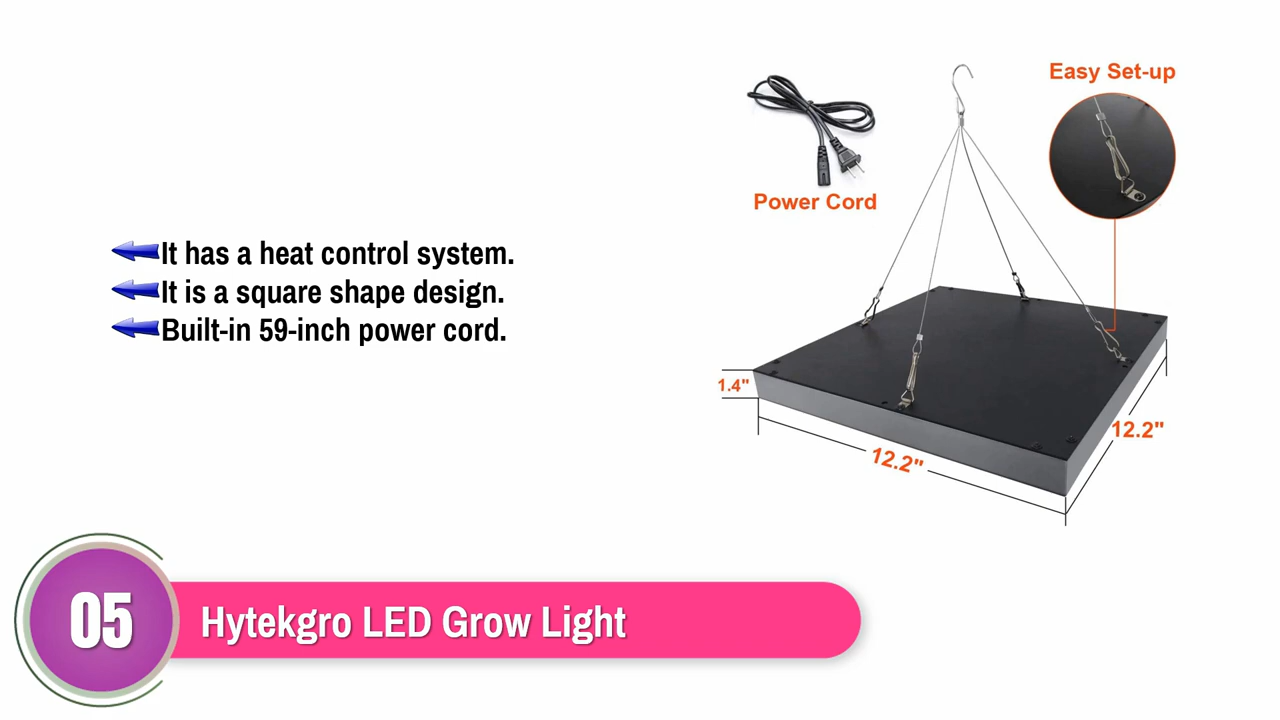 Easy Set-up
Power Cord
It has a heat control system.
It is a square shape design.
Built-in 59-inch power cord.
1.4"
12.2"
12.2"
05
Hytekgro LED Grow Light